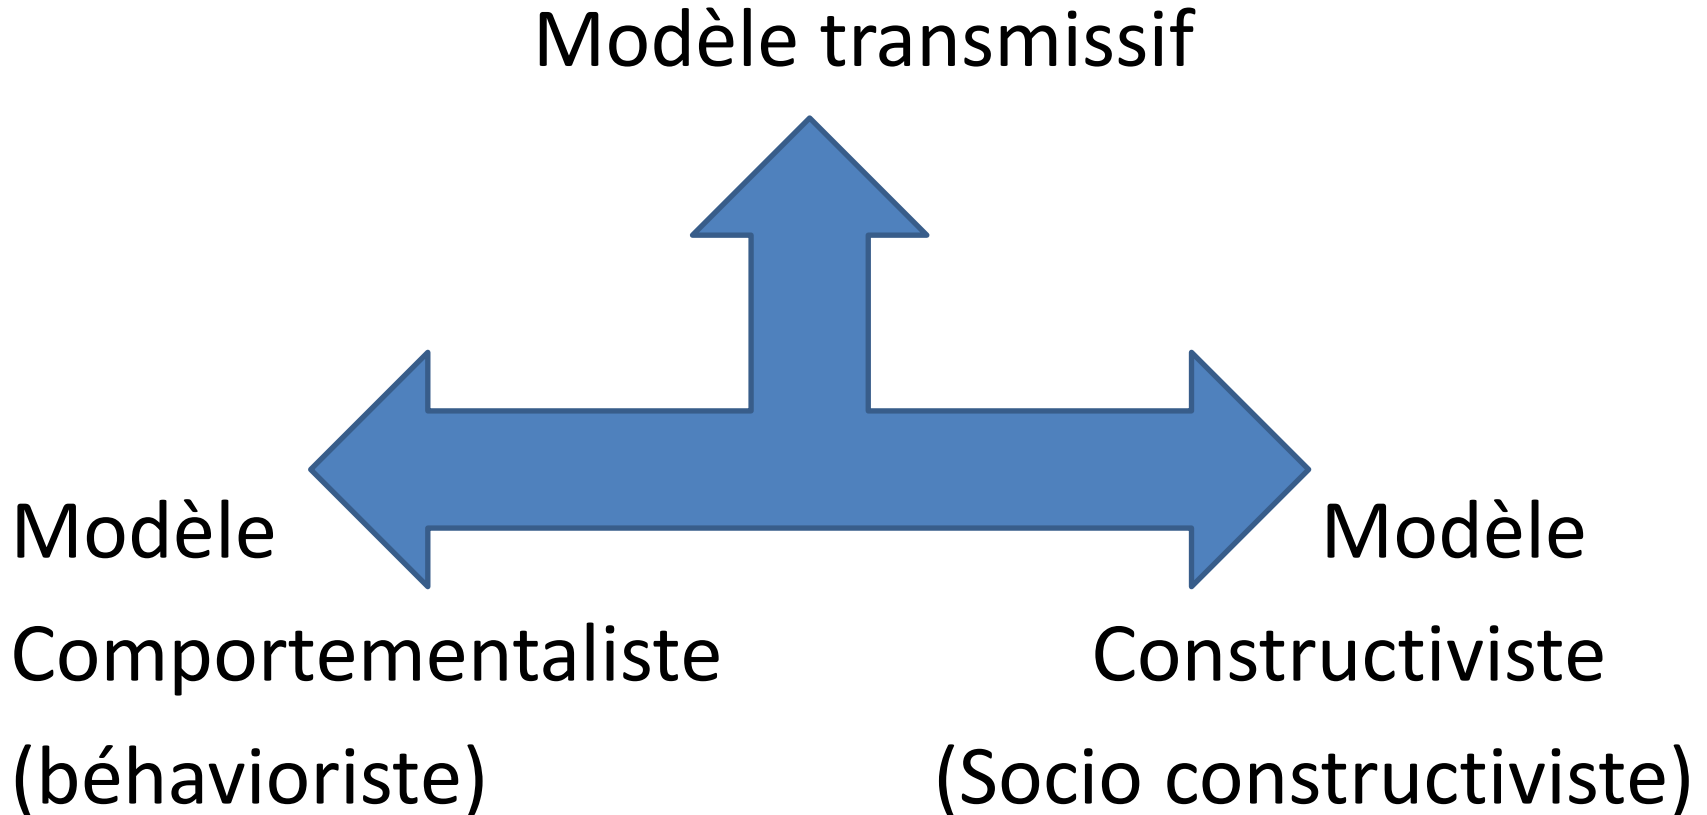 Modèle transmissif
Modèle Modèle
Comportementaliste Constructiviste
(béhavioriste) (Socio constructiviste)